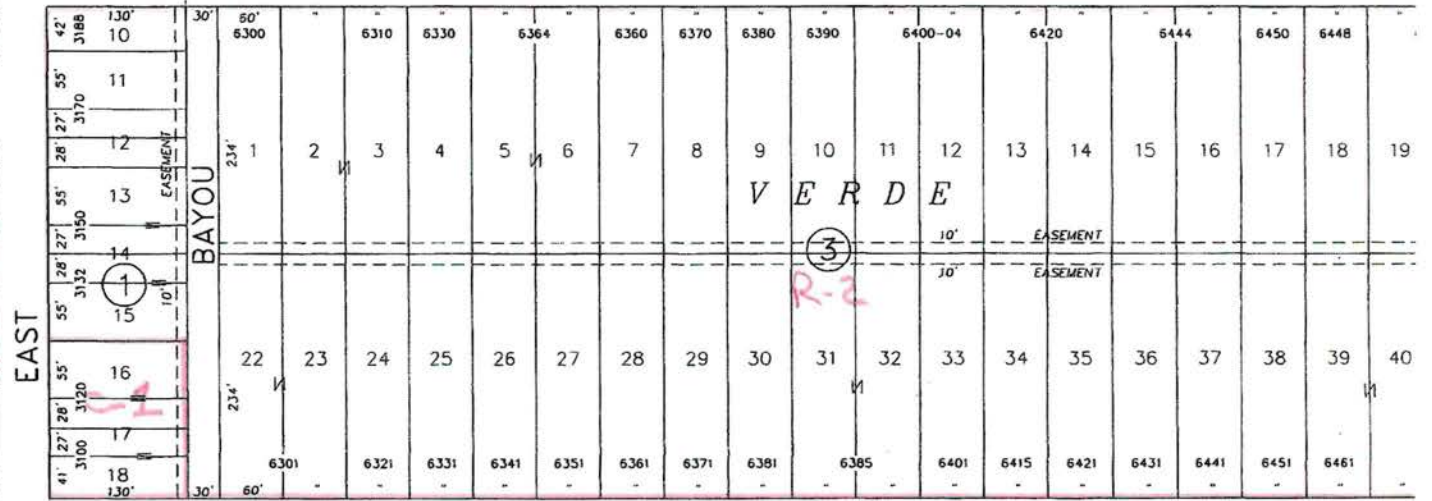 130' 30' 60' " " " " " " " " " " " " " " " " "
42' 3188 10 6300 6310 6330 6364 6360 6370 6380 6390 6400-04 6420 6444 6450 6448
55' 11
3170
27' 12
28' EASEMENT
234' 1 2 3 4 5 6 7 8 9 10 11 12 13 14 15 16 17 18 19
55' 13
VERDE
3150
BAYOU
27' 14
10' EASEMENT
3
28' 3132 1 10'
10' EASEMENT
R-2
55' 15
EAST
55' 16
22 23 24 25 26 27 28 29 30 31 32 33 34 35 36 37 38 39 40
3120
-1
234'
28'
27' 17
3100
6301 6321 6331 6341 6351 6361 6371 6381 6385 6401 6415 6421 6431 6441 6451 6461
41' 18
130' 30' 60' " " " " " " " " " " " " " " " " "